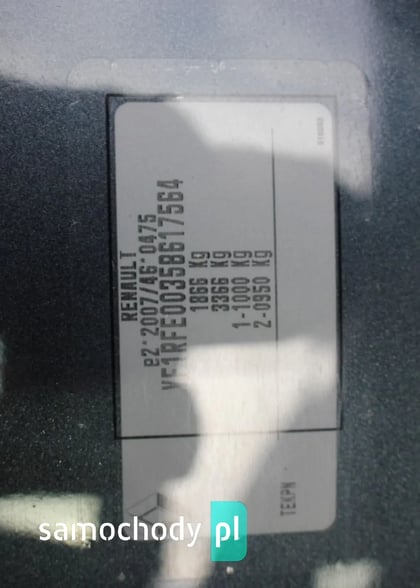 RENAULT
e2*2007/46*0475
VF1RFE00358617564
1866 Kg
3366 Kg
1-1000 Kg
2-0950 Kg
TEKPN
samochody pl